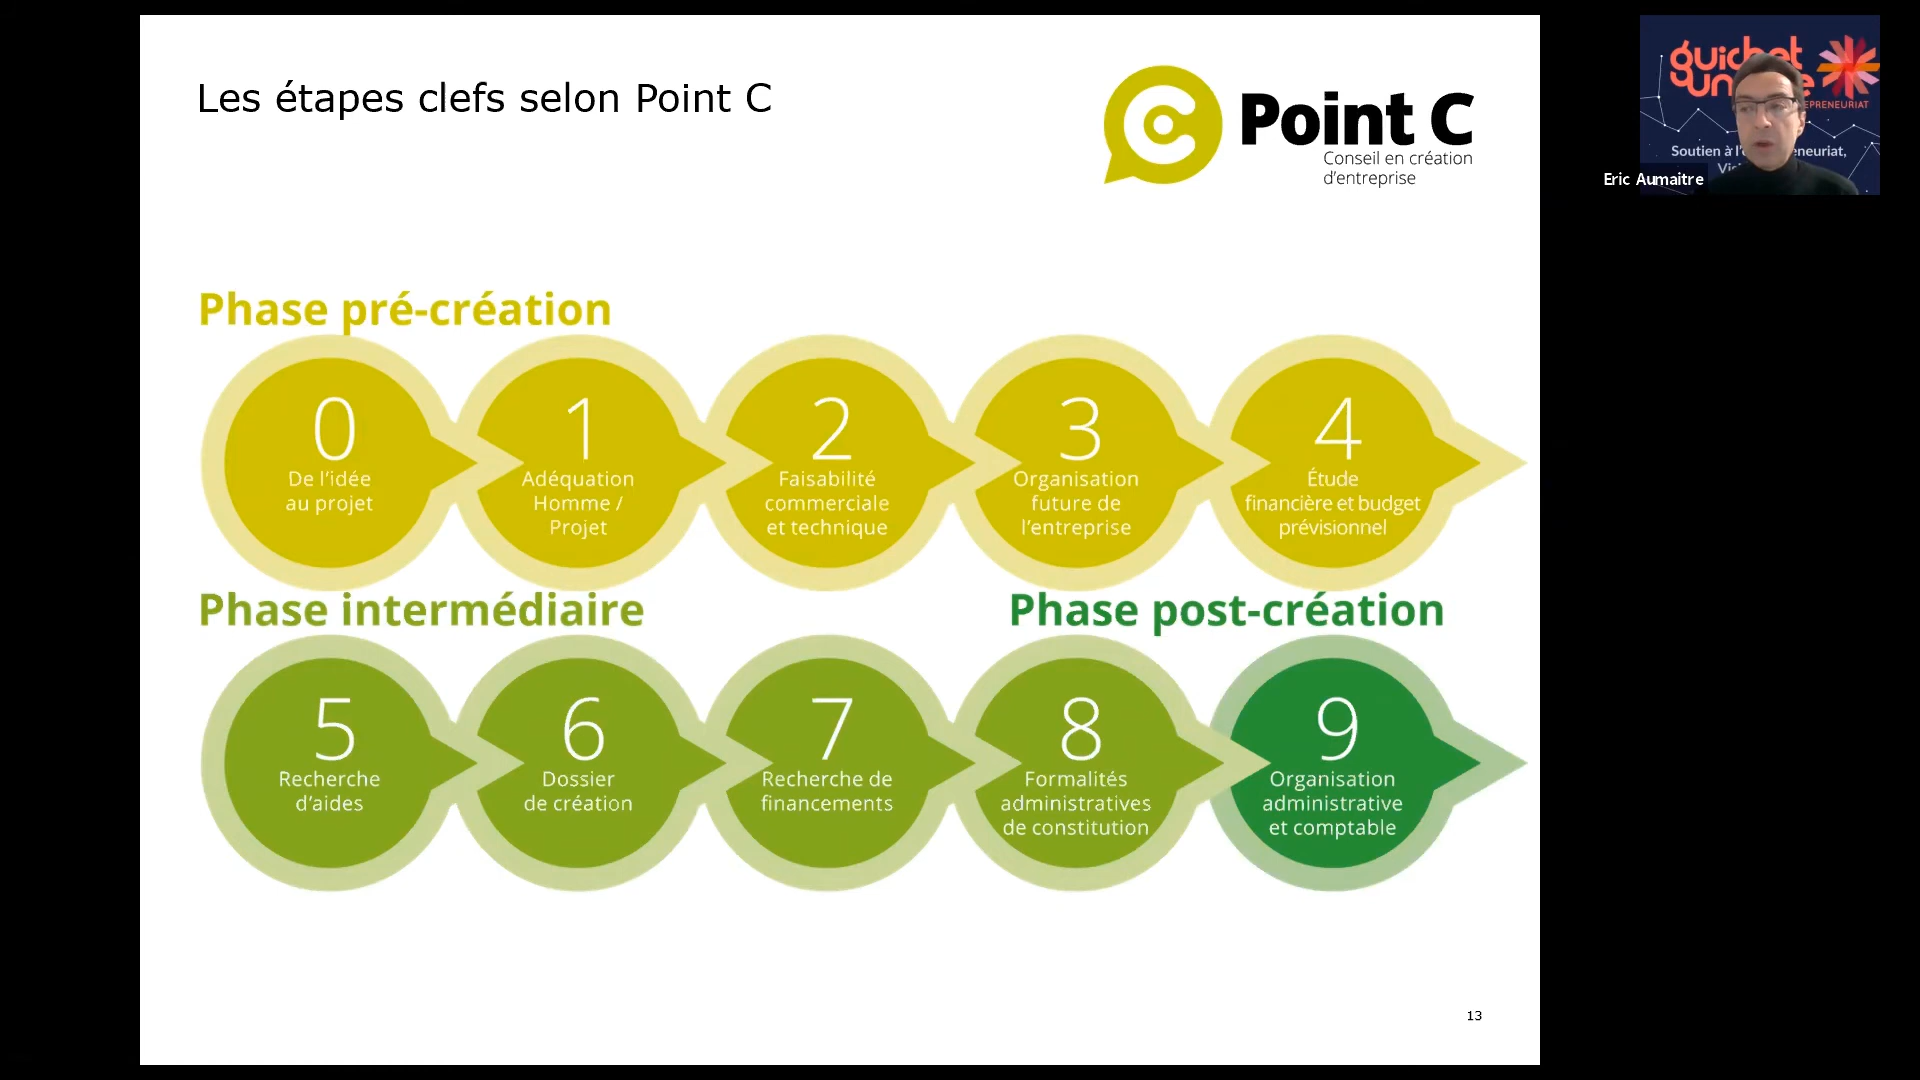 Les étapes clefs selon Point C
Point C
Conseil en création
d'entreprise
Phase pré-création
0
De l'idée
au projet
1
Adéquation
Homme /
Projet
2
Faisabilité
commerciale
et technique
3
Organisation
future de
l'entreprise
4
Étude
financière et budget
prévisionnel
Phase intermédiaire
5
Recherche
d'aides
6
Dossier
de création
7
Recherche de
financements
8
Formalités
administratives
de constitution
Phase post-création
9
Organisation
administrative
et comptable
13
guichet
Soutien à
Eric Aumaitre